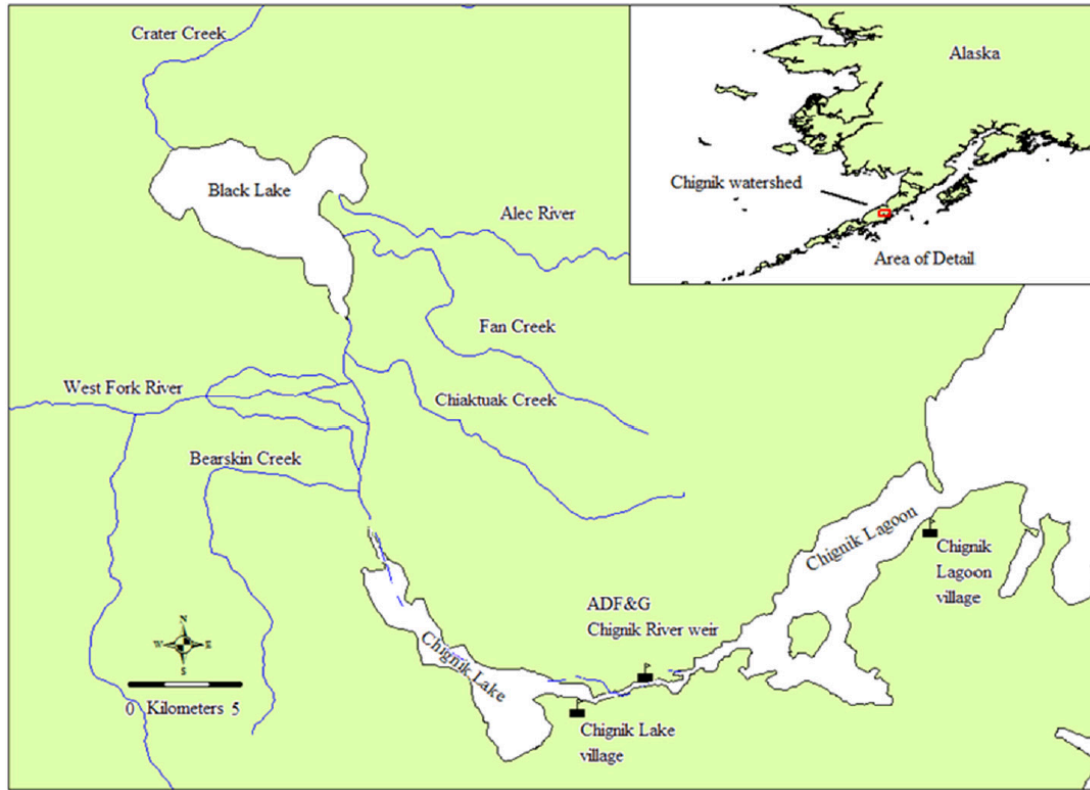 Crater Creek
Alaska
Black Lake
Chignik watershed
Alec River
Area of Detail
Fan Creek
West Fork River
Chiaktuak Creek
Bearskin Creek
Chignik Lagoon
Chignik
Lagoon
village
ADF&G
Chignik River weir
N
W E
S
Chignik Lake
0 Kilometers 5
Chignik Lake
village